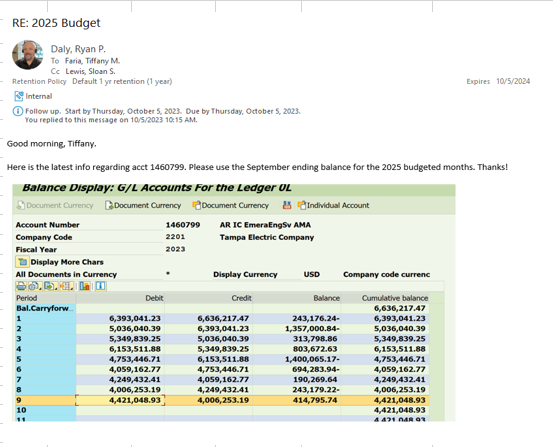 RE: 2025 Budget
Daly, Ryan P.
To Faria, Tiffany M.
Cc Lewis, Sloan S.
Retention Policy Default 1 yr retention (1 year) Expires 10/5/2024
Internal
Follow up. Start by Thursday, October 5, 2023. Due by Thursday, October 5, 2023.
You replied to this message on 10/5/2023 10:15 AM.
Good morning, Tiffany.
Here is the latest info regarding acct 1460799. Please use the September ending balance for the 2025 budgeted months. Thanks!
Balance Display: G/L Accounts For the Ledger 0L
Document Currency Document Currency Document Currency Individual Account
Account Number 1460799 AR IC EmeraEngSv AMA
Company Code 2201 Tampa Electric Company
Fiscal Year 2023
Display More Chars
All Documents in Currency * Display Currency USD Company code currenc
Period Debit Credit Balance Cumulative balance
Bal.Carryforw... 6,636,217.47
1 6,393,041.23 6,636,217.47 243,176.24- 6,393,041.23
2 5,036,040.39 6,393,041.23 1,357,000.84- 5,036,040.39
3 5,349,839.25 5,036,040.39 313,798.86 5,349,839.25
4 6,153,511.88 5,349,839.25 803,672.63 6,153,511.88
5 4,753,446.71 6,153,511.88 1,400,065.17- 4,753,446.71
6 4,059,162.77 4,753,446.71 694,283.94- 4,059,162.77
7 4,249,432.41 4,059,162.77 190,269.64 4,249,432.41
8 4,006,253.19 4,249,432.41 243,179.22- 4,006,253.19
9 4,421,048.93 4,006,253.19 414,795.74 4,421,048.93
10 4,421,048.93
11 4,421,048.93